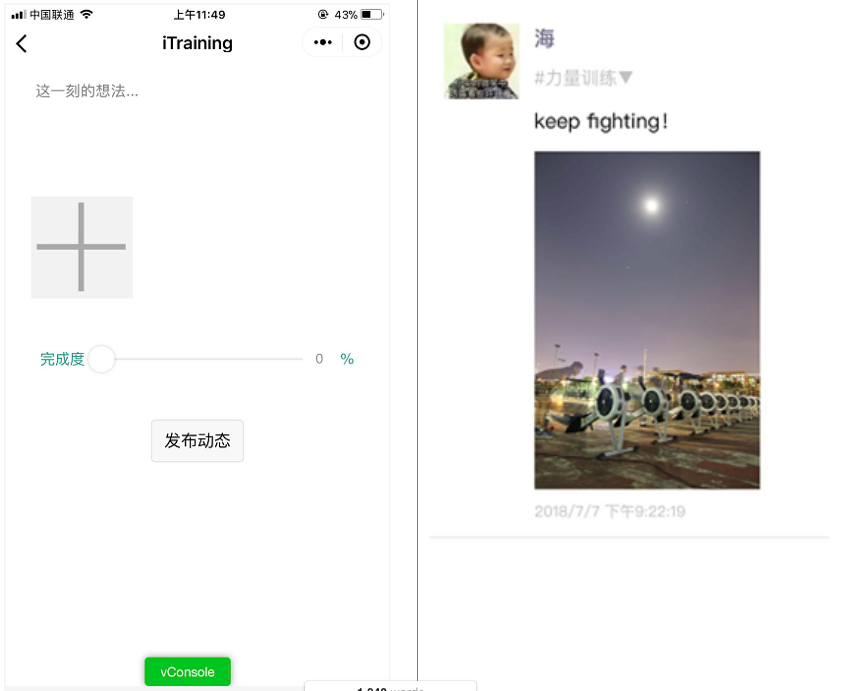 中国联通
上午11:49
43%
iTraining
这一刻的想法...
完成度
0
%
发布动态
vConsole
海
#力量训练▼
keep fighting!
2018/7/7 下午9:22:19